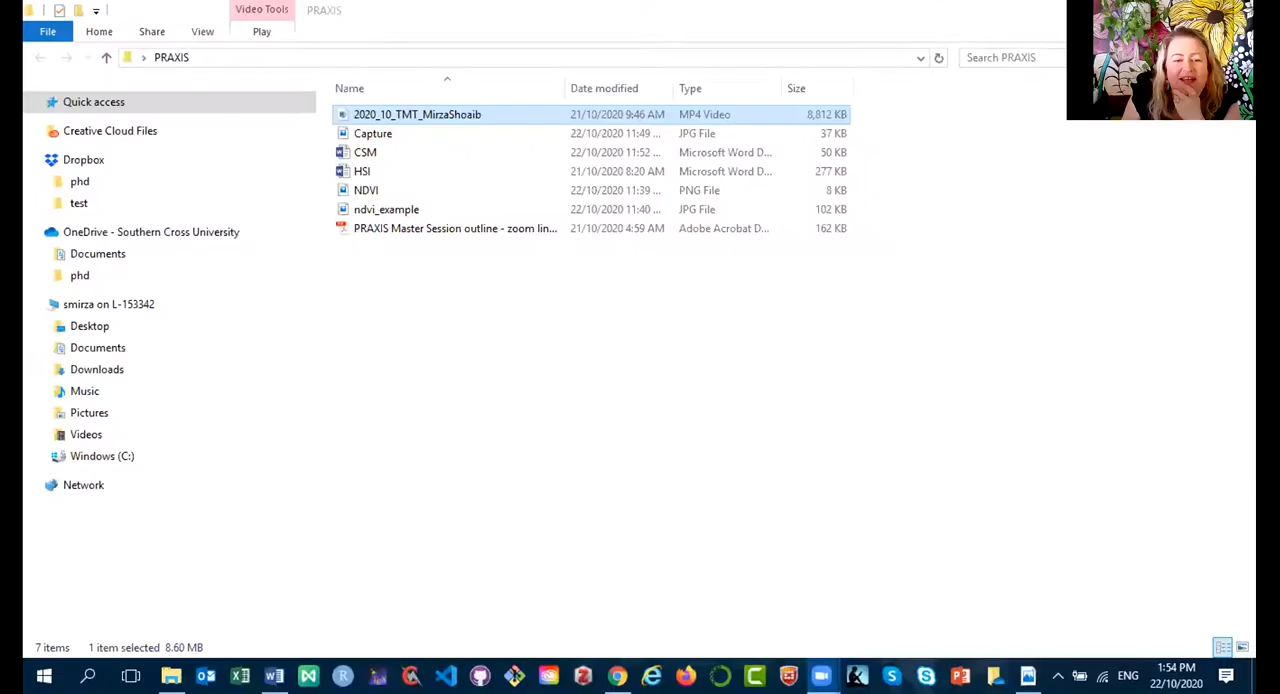 Video Tools PRAXIS
File Home Share View Play
PRAXIS
Search PRAXIS
Name Date modified Type Size
Quick access
Creative Cloud Files
Dropbox
phd
test
OneDrive - Southern Cross University
Documents
phd
smirza on L-153342
Desktop
Documents
Downloads
Music
Pictures
Videos
Windows (C:)
Network
2020_10_TMT_MirzaShoaib 21/10/2020 9:46 AM MP4 Video 8,812 KB
Capture 22/10/2020 11:49 ... JPG File 37 KB
CSM 22/10/2020 11:52 ... Microsoft Word D... 50 KB
HSI 21/10/2020 8:20 AM Microsoft Word D... 277 KB
NDVI 22/10/2020 11:39 ... PNG File 8 KB
ndvi_example 22/10/2020 11:40 ... JPG File 102 KB
PRAXIS Master Session outline - zoom lin... 21/10/2020 4:59 AM Adobe Acrobat D... 162 KB
7 items 1 item selected 8.60 MB
ENG
1:54 PM
22/10/2020